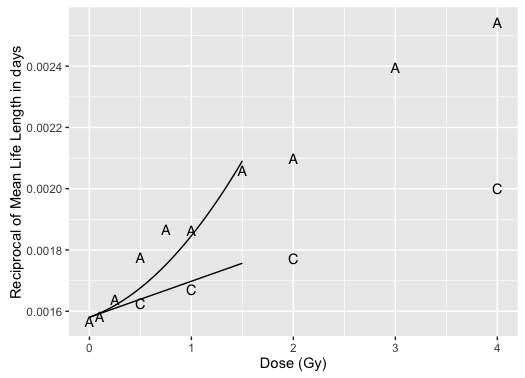 Reciprocal of Mean Life Length in days
0.0024
0.0022
0.0020
0.0018
0.0016
A
A
C
A
A
A
A
A
C
A
C
C
A
A
0
1
2
3
4
Dose (Gy)